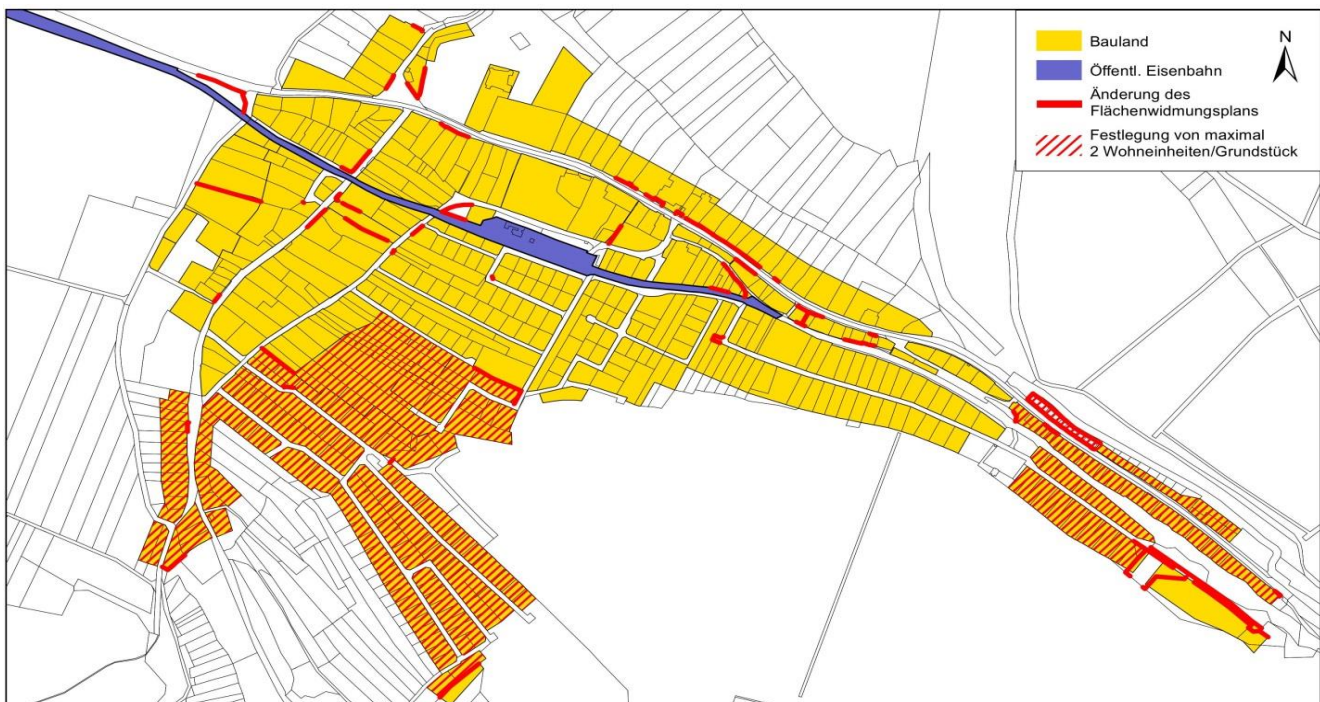 Bauland
N
Öffentl. Eisenbahn
Änderung des
Flächenwidmungsplans
Festlegung von maximal
2 Wohneinheiten/Grundstück